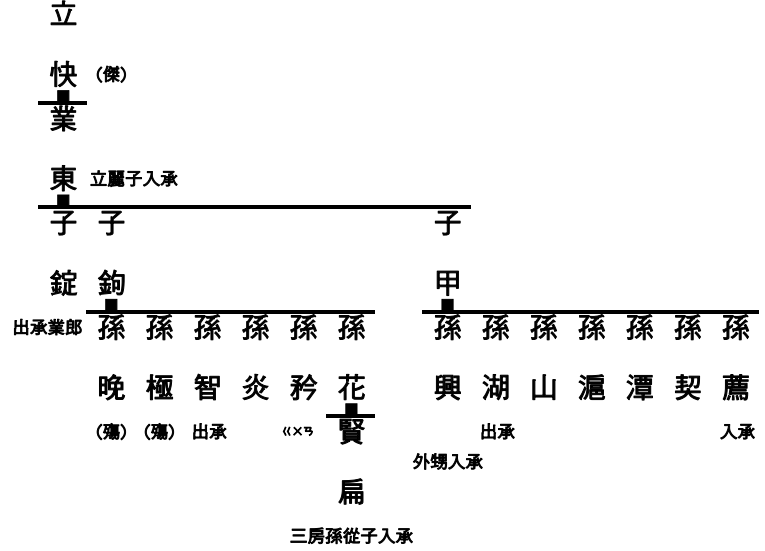 立快（傑）
業東 立麗子入承
子錠 子鉤 子甲
出承業郎
孫晚 孫極 孫智 孫炎 孫矜 孫花 孫興 孫湖 孫山 孫滬 孫潭 孫契 孫薦
（殤） （殤） 出承 ㄍㄨㄢ 出承 入承
外甥入承
賢扁
三房孫從子入承